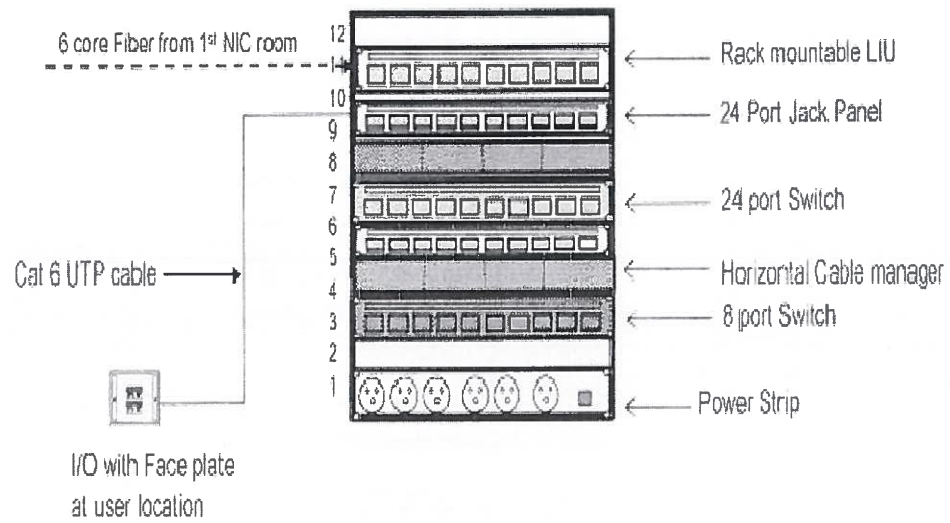 6 core Fiber from 1st NIC room
12
11
10
9
8
7
6
5
4
3
2
1
Rack mountable LIU
24 Port Jack Panel
24 port Switch
Horizontal Cable manager
8 port Switch
Power Strip
Cat 6 UTP cable
I/O with Face plate
at user location